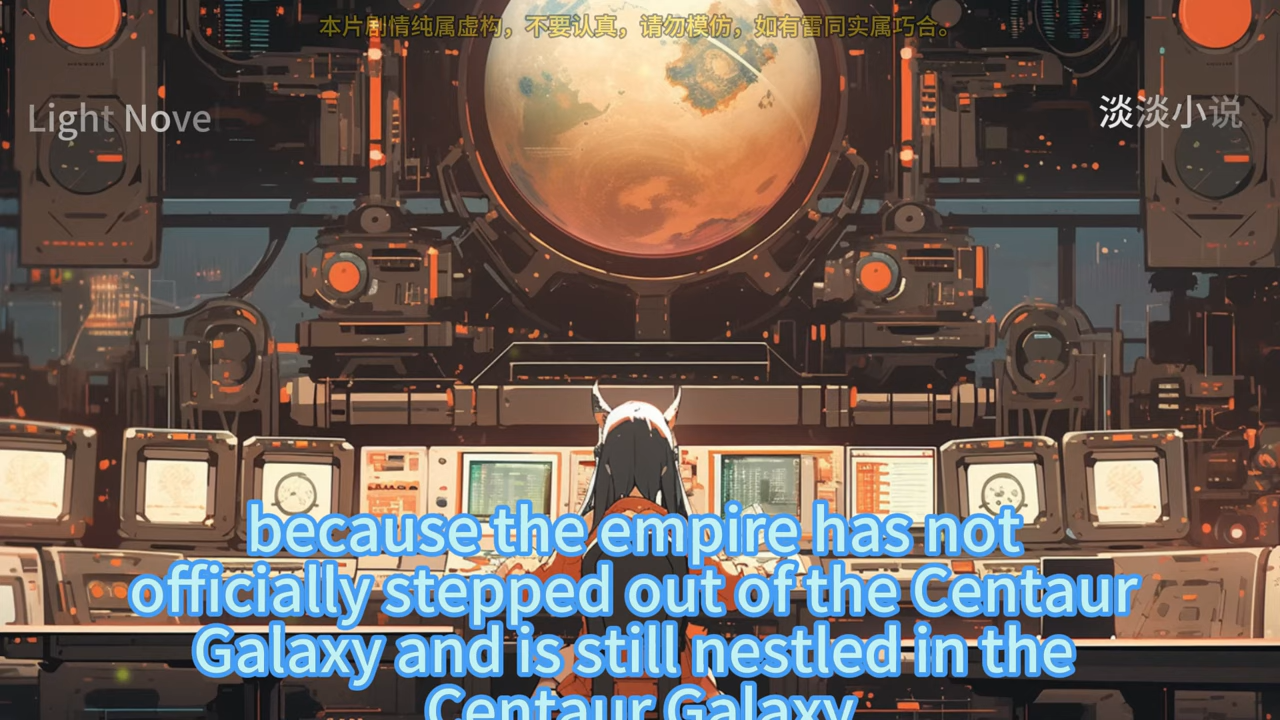 本片剧情纯属虚构，不要认真，请勿模仿，如有雷同实属巧合。
Light Nove
淡淡小说
because the empire has not
officially stepped out of the Centaur
Galaxy and is still nestled in the
Centaur Galaxy